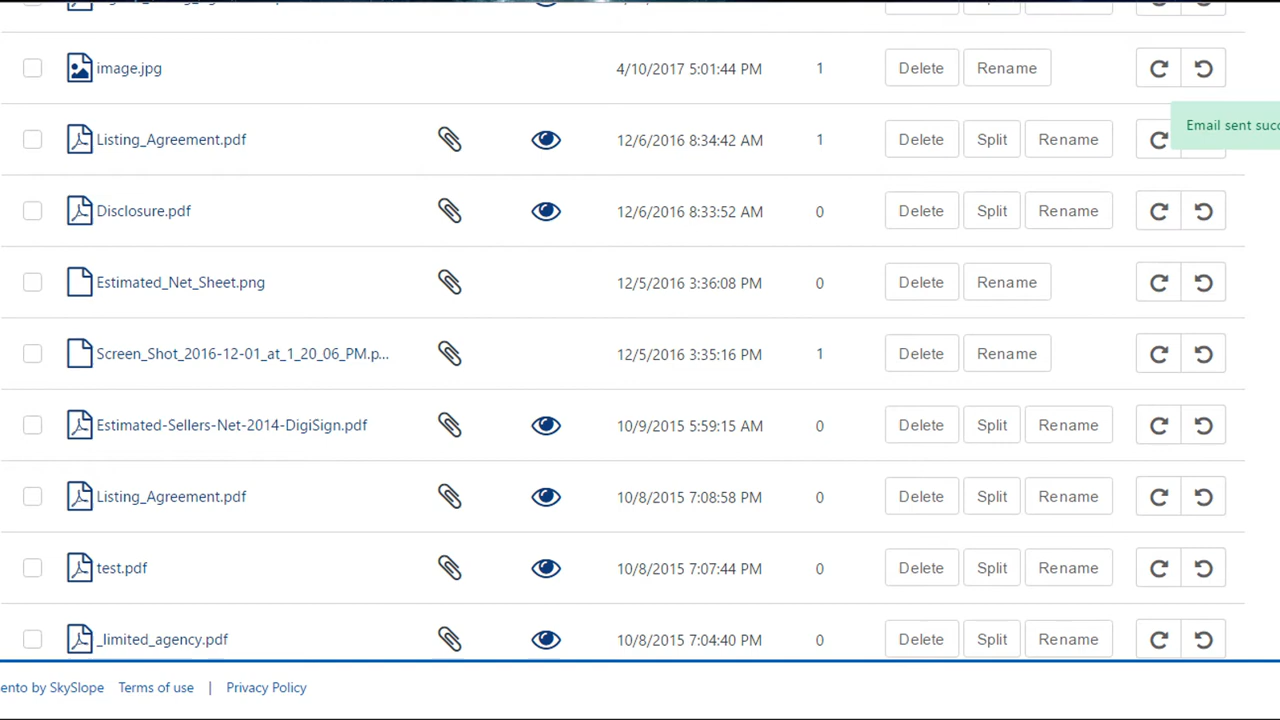 image.jpg 4/10/2017 5:01:44 PM 1 Delete Rename
Email sent succ
Listing_Agreement.pdf 12/6/2016 8:34:42 AM 1 Delete Split Rename
Disclosure.pdf 12/6/2016 8:33:52 AM 0 Delete Split Rename
Estimated_Net_Sheet.png 12/5/2016 3:36:08 PM 0 Delete Rename
Screen_Shot_2016-12-01_at_1_20_06_PM.p... 12/5/2016 3:35:16 PM 1 Delete Rename
Estimated-Sellers-Net-2014-DigiSign.pdf 10/9/2015 5:59:15 AM 0 Delete Split Rename
Listing_Agreement.pdf 10/8/2015 7:08:58 PM 0 Delete Split Rename
test.pdf 10/8/2015 7:07:44 PM 0 Delete Split Rename
_limited_agency.pdf 10/8/2015 7:04:40 PM 0 Delete Split Rename
ento by SkySlope Terms of use | Privacy Policy